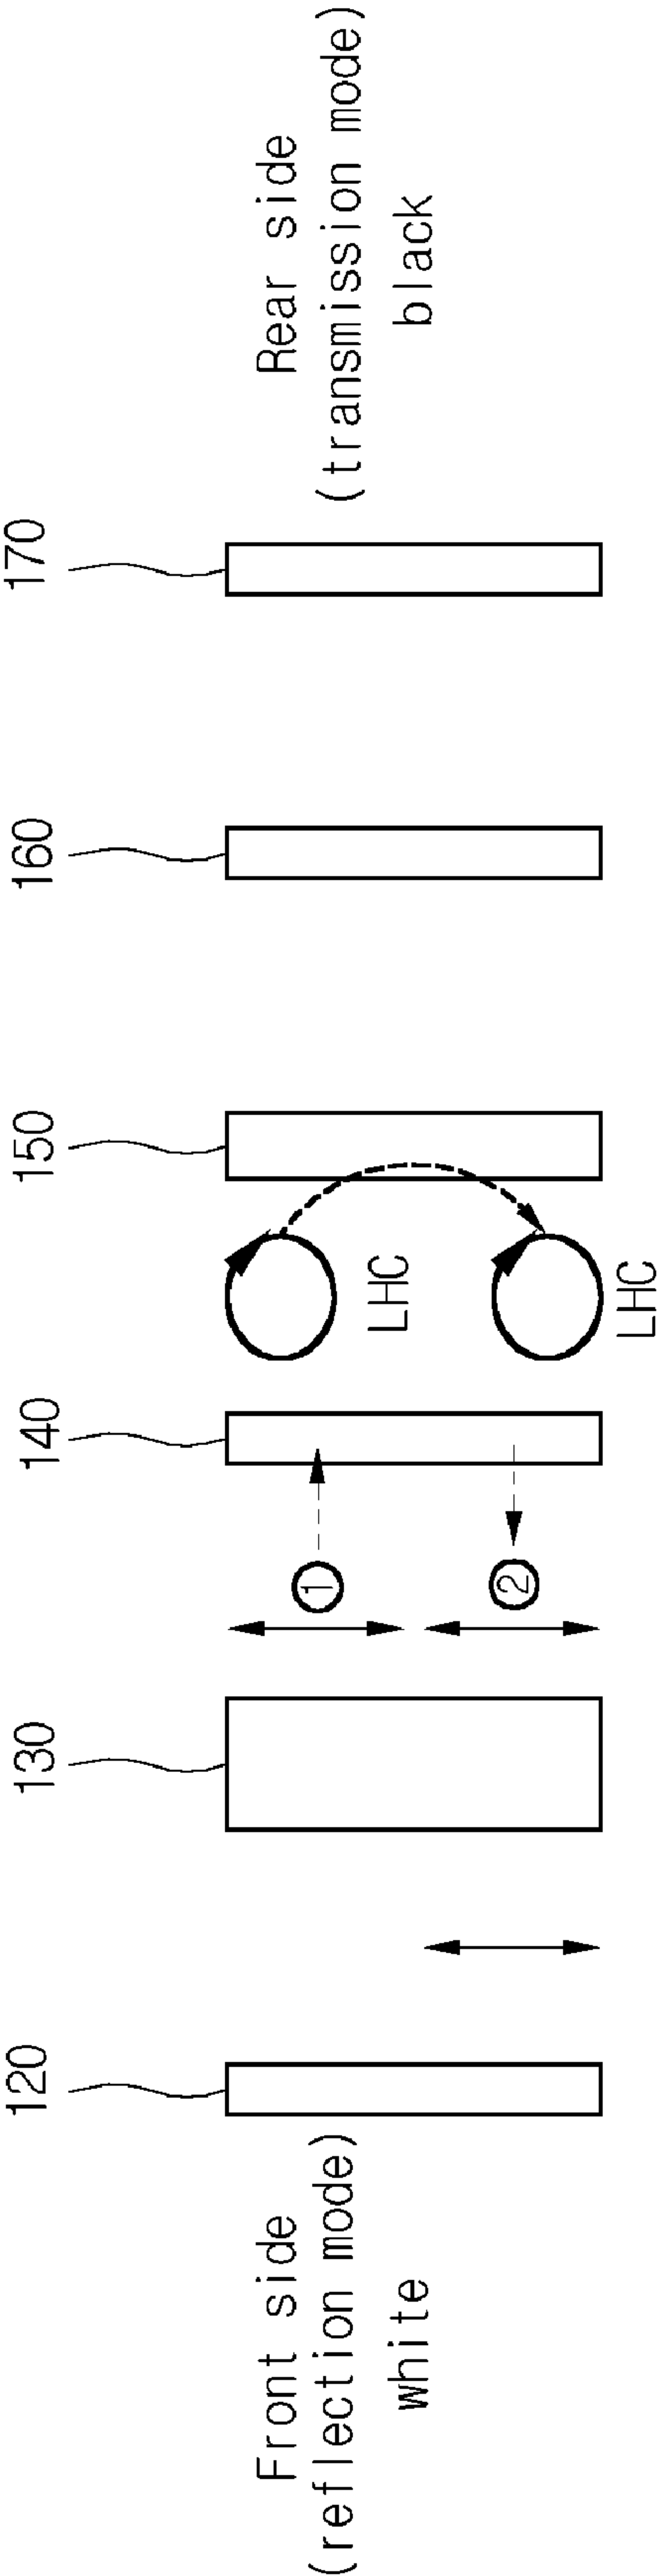 120
130
140
150
160
170
Front side
(reflection mode)
white
1
2
LHC
LHC
Rear side
(transmission mode)
black